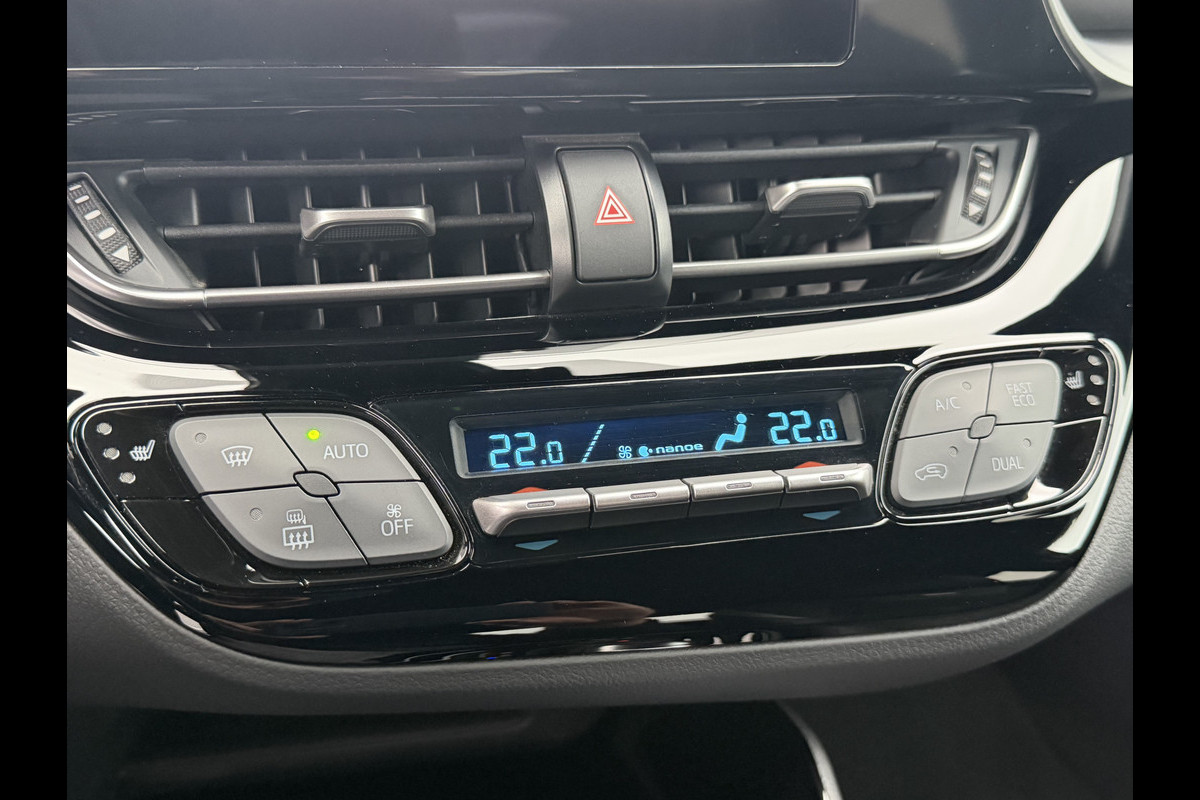 AUTO
OFF
22.0
nanoe
22.0
A/C
FAST
ECO
DUAL